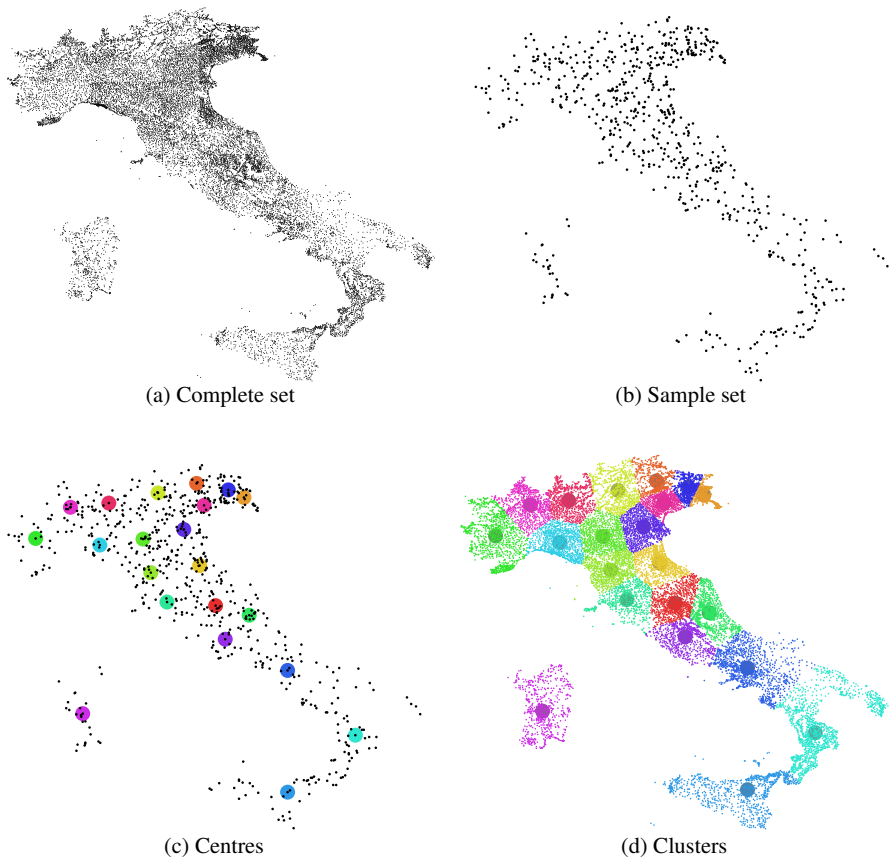 (a) Complete set
(b) Sample set
(c) Centres
(d) Clusters